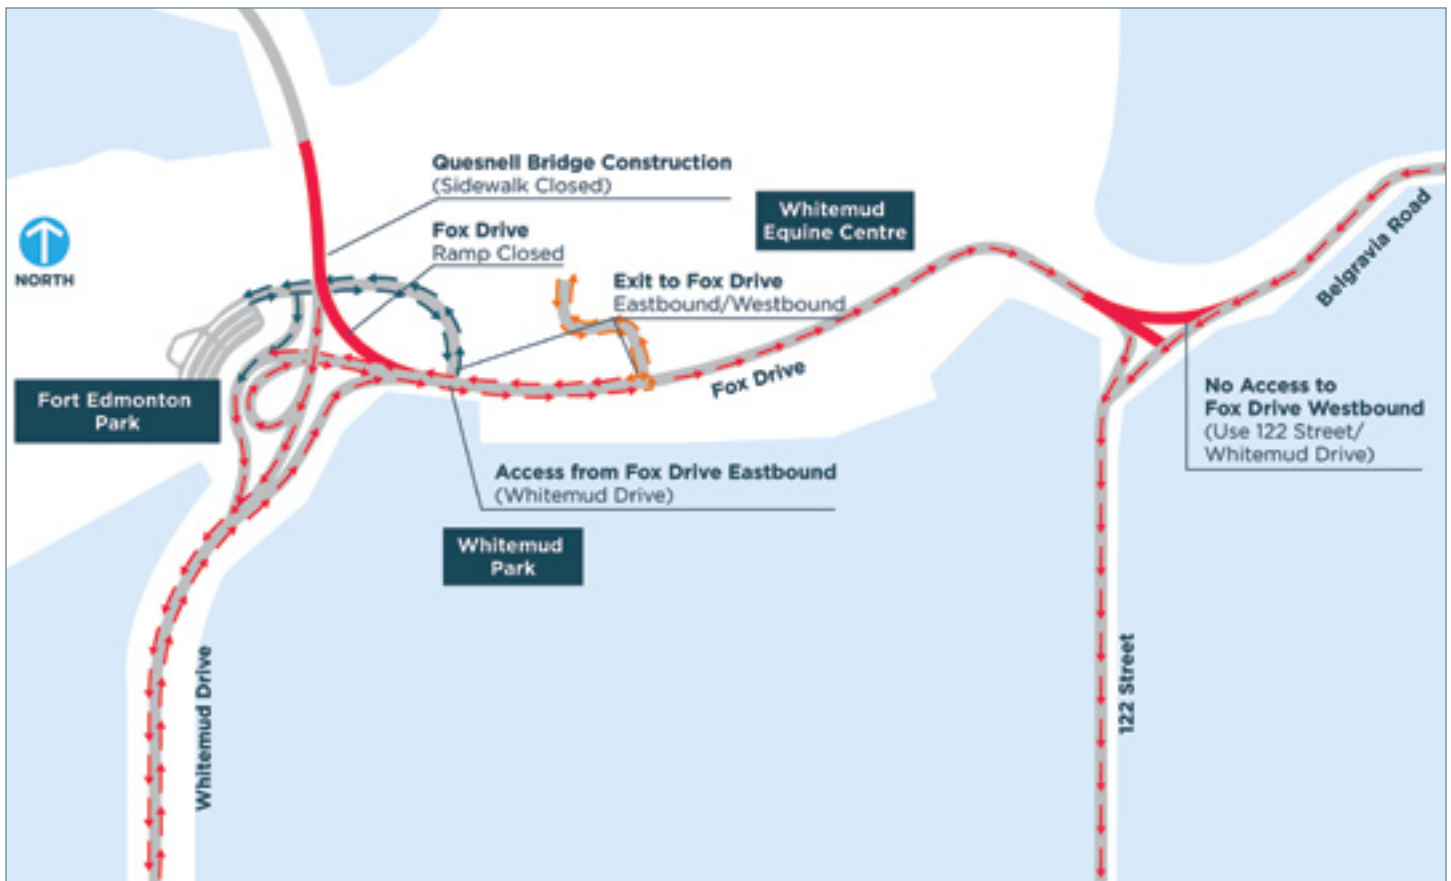 Quesnell Bridge Construction
(Sidewalk Closed)
Whitemud
Equine Centre
Fox Drive
Ramp Closed
NORTH
Exit to Fox Drive
Eastbound/Westbound
Belgravia Road
Fox Drive
Fort Edmonton
Park
No Access to
Fox Drive Westbound
(Use 122 Street/
Whitemud Drive)
Access from Fox Drive Eastbound
(Whitemud Drive)
Whitemud
Park
Whitemud Drive
122 Street